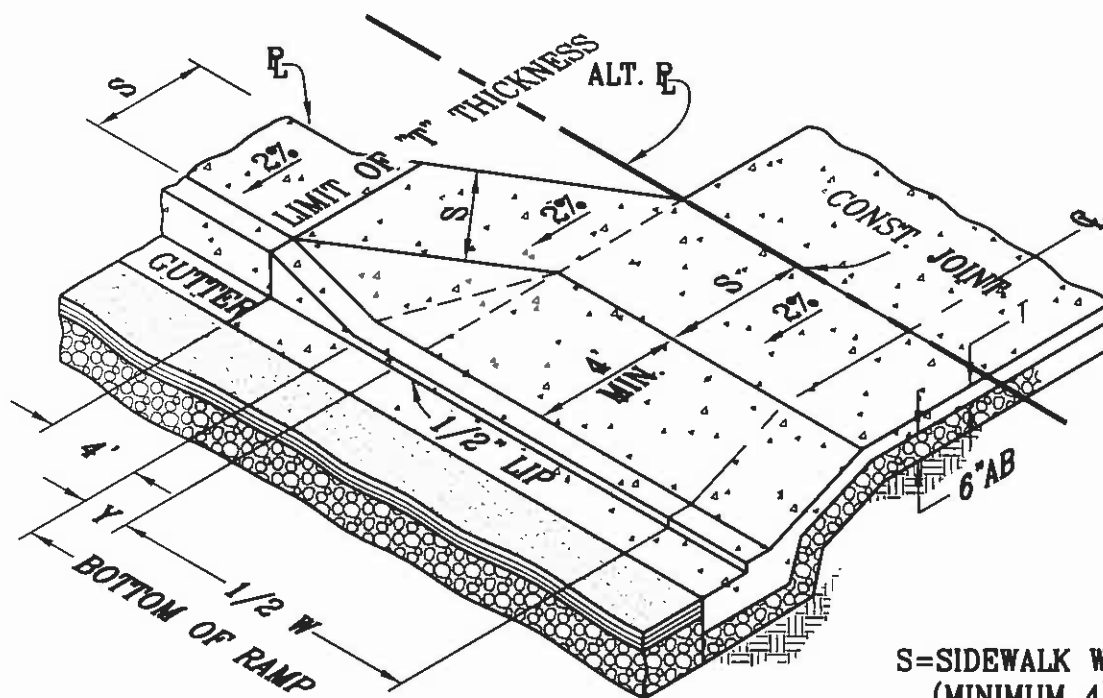 S
PL
LIMIT OF "T" THICKNESS
ALT. PL
2%
S
2%
CONST. JOINT
S
2%
GUTTER
4' MIN.
1/2" LIP
T
6"AB
4'
Y
1/2 W
BOTTOM OF RAMP
S=SIDEWALK W
(MINIMUM 4